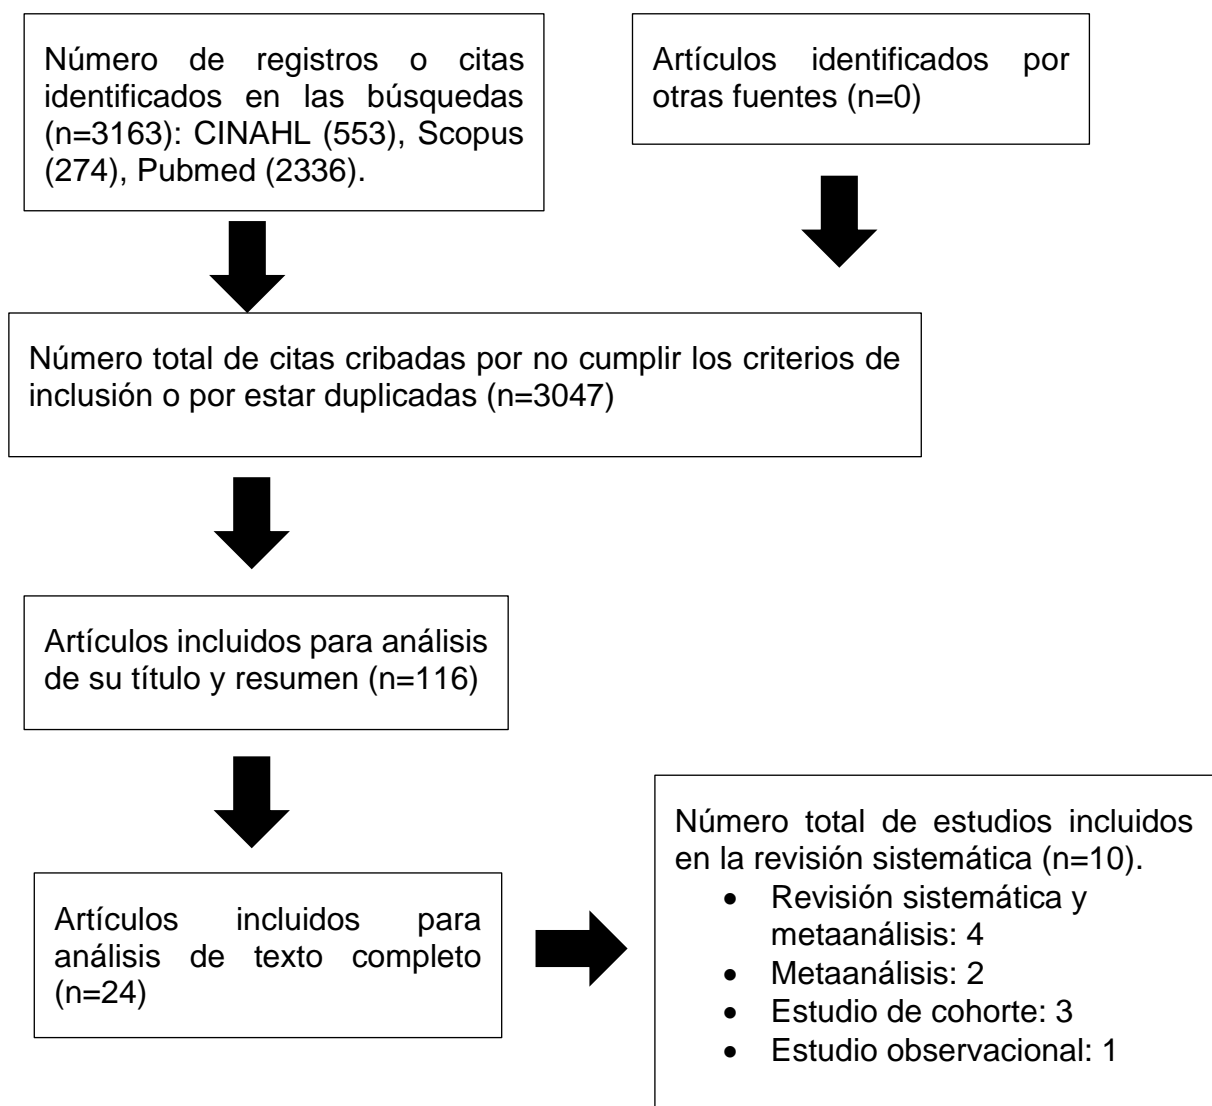 Número de registros o citas
identificados en las búsquedas
(n=3163): CINAHL (553), Scopus
(274), Pubmed (2336).
Artículos identificados por
otras fuentes (n=0)
Número total de citas cribadas por no cumplir los criterios de
inclusión o por estar duplicadas (n=3047)
Artículos incluidos para análisis
de su título y resumen (n=116)
Artículos incluidos para
análisis de texto completo
(n=24)
Número total de estudios incluidos
en la revisión sistemática (n=10).
• Revisión sistemática y
metaanálisis: 4
• Metaanálisis: 2
• Estudio de cohorte: 3
• Estudio observacional: 1